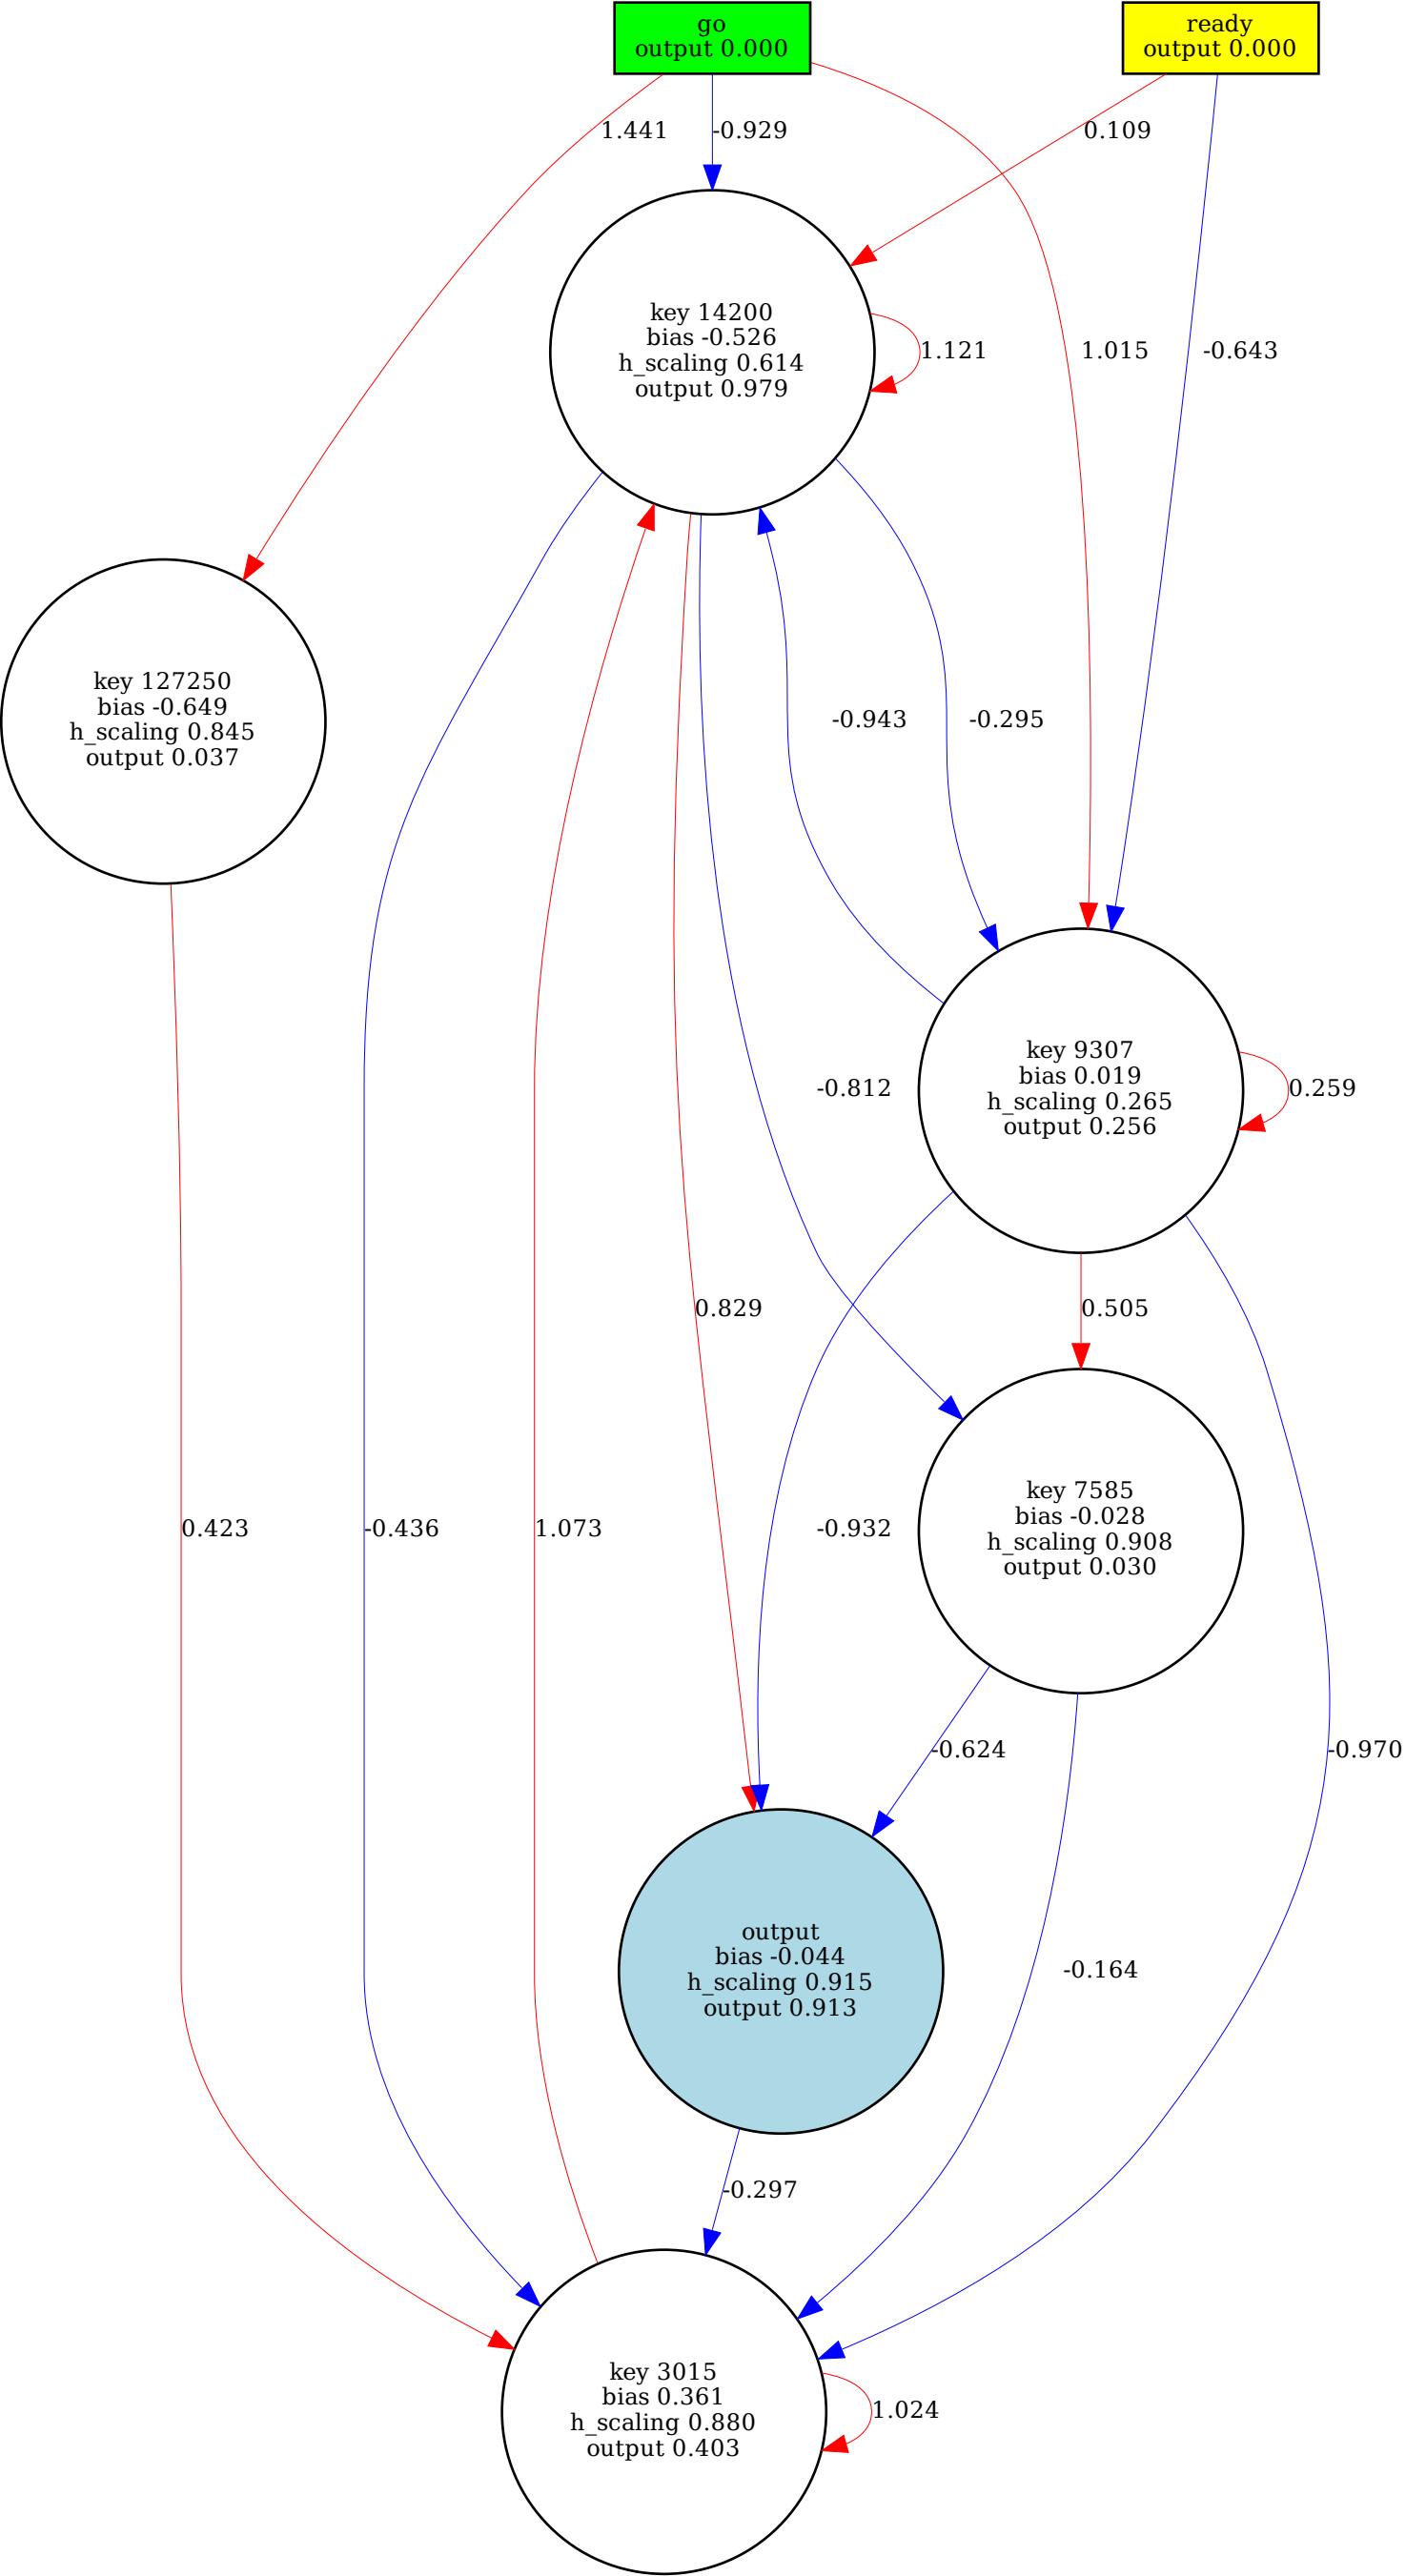 go
output 0.000
ready
output 0.000
1.441
-0.929
0.109
key 14200
bias -0.526
h_scaling 0.614
output 0.979
1.121
1.015
-0.643
key 127250
bias -0.649
h_scaling 0.845
output 0.037
-0.943
-0.295
key 9307
bias 0.019
h_scaling 0.265
output 0.256
-0.812
0.259
0.829
0.505
key 7585
bias -0.028
h_scaling 0.908
output 0.030
0.423
-0.436
1.073
-0.932
-0.624
-0.970
output
bias -0.044
h_scaling 0.915
output 0.913
-0.164
-0.297
key 3015
bias 0.361
h_scaling 0.880
output 0.403
1.024